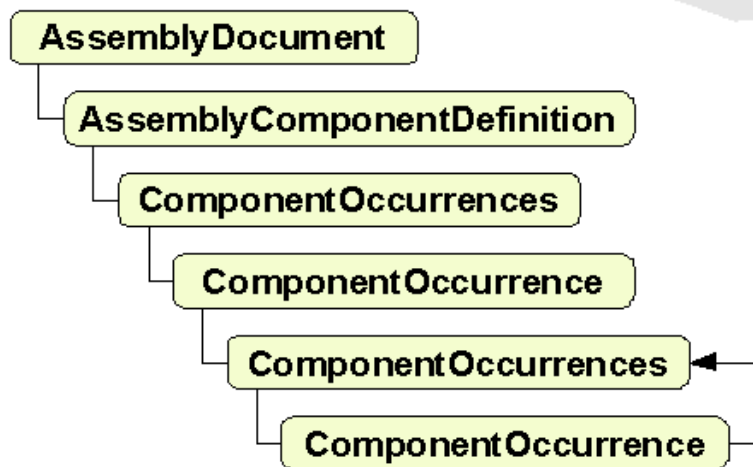 AssemblyDocument
AssemblyComponentDefinition
ComponentOccurrences
ComponentOccurrence
ComponentOccurrences
ComponentOccurrence